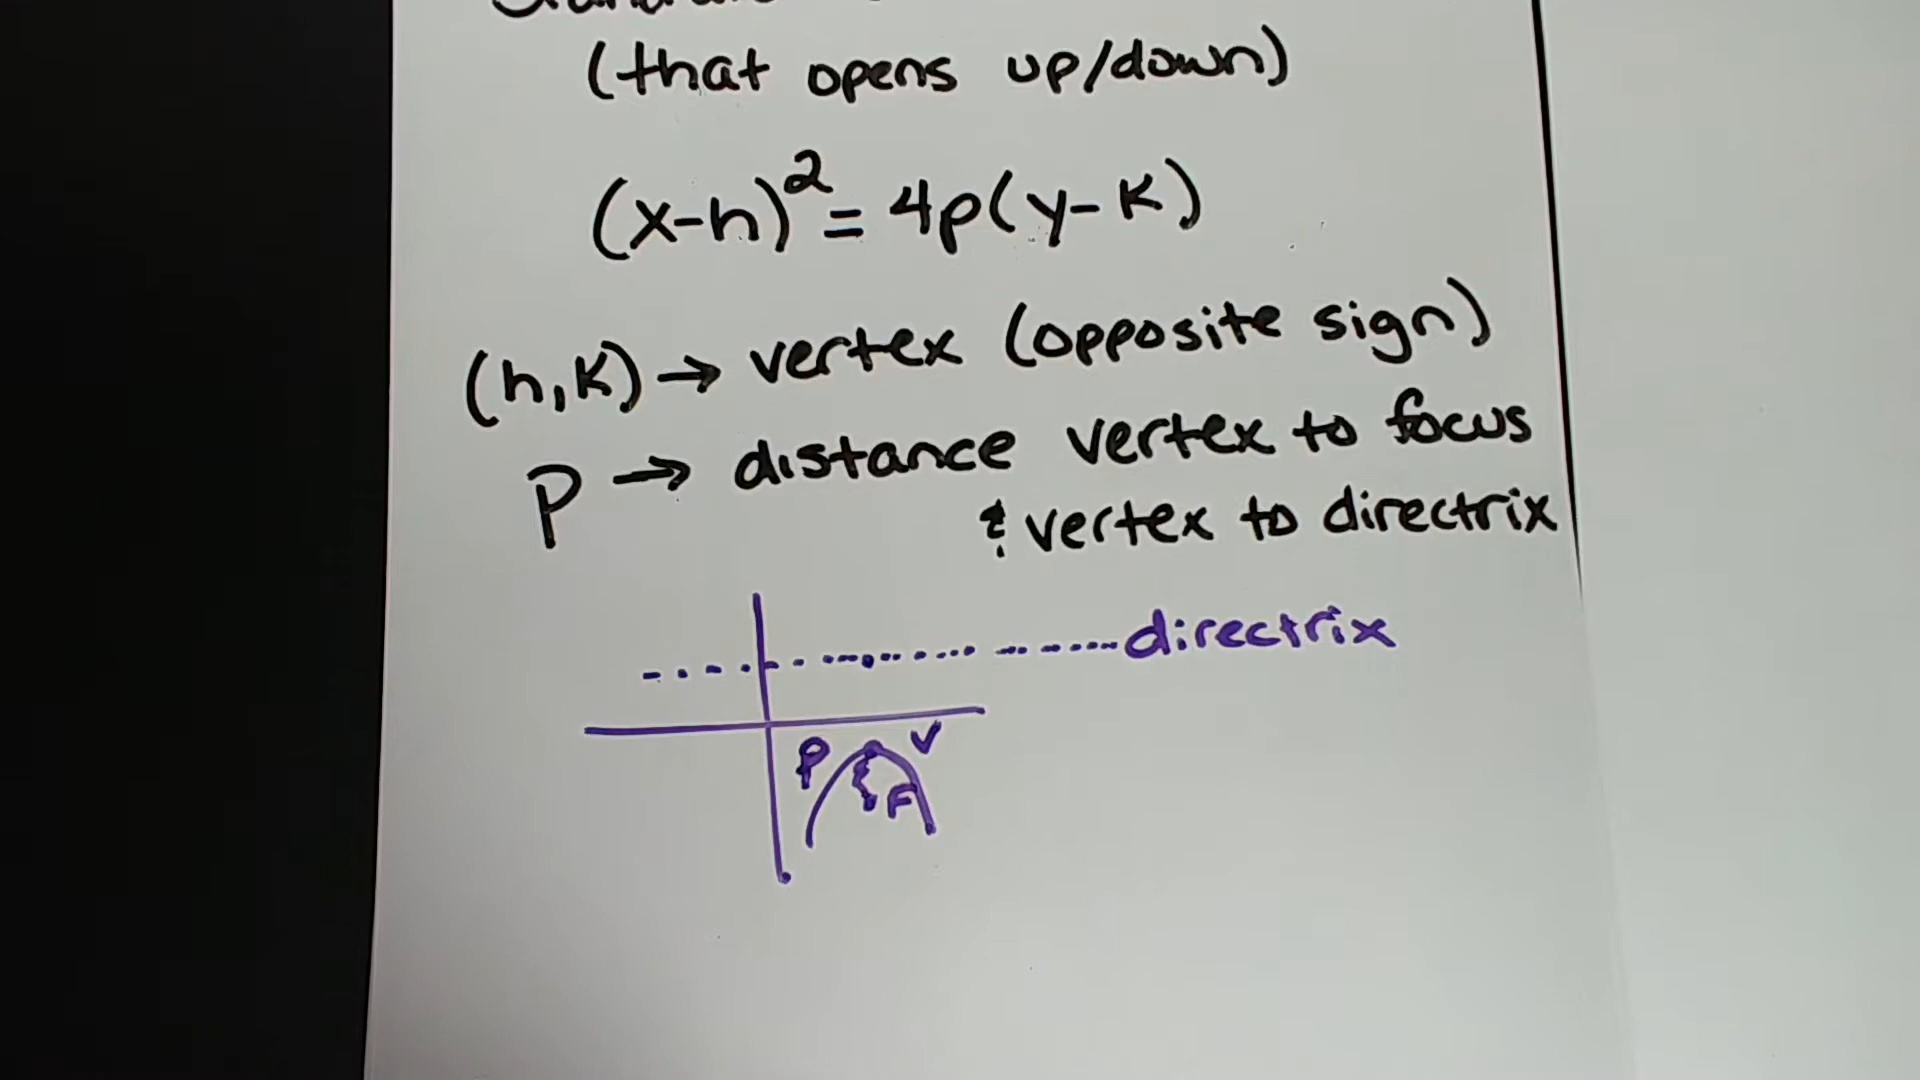 (that opens up/down)
(x-h)²= 4p(y-K)
(h,K)→ vertex (opposite sign)
P → distance vertex to focus
& vertex to directrix
directrix
P V
F